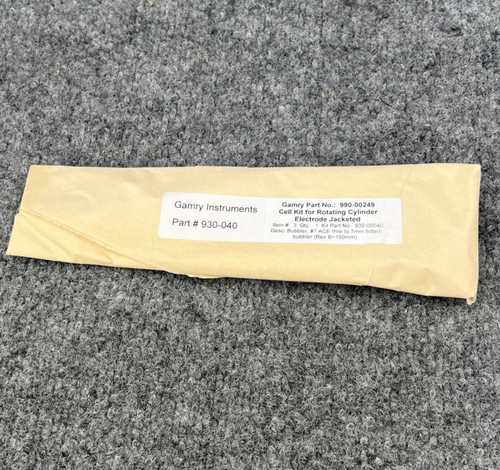 Gamry Instruments
Part # 930-040
Gamry Part No.: 990-00249
Cell Kit for Rotating Cylinder
Electrode Jacketed
Item #: 3 Qty: 1 Kit Part No.: 930-00040
Desc: Bubbler, #7 ACE-thrd to 7mm fritted
bubbler (Rev B=190mm)